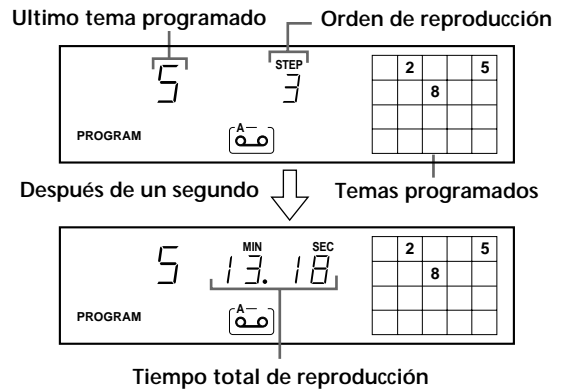 Ultimo tema programado
Orden de reproducción
5
STEP
3
2 5
8
PROGRAM
A
Después de un segundo
Temas programados
5
MIN SEC
13. 18
2 5
8
PROGRAM
A
Tiempo total de reproducción